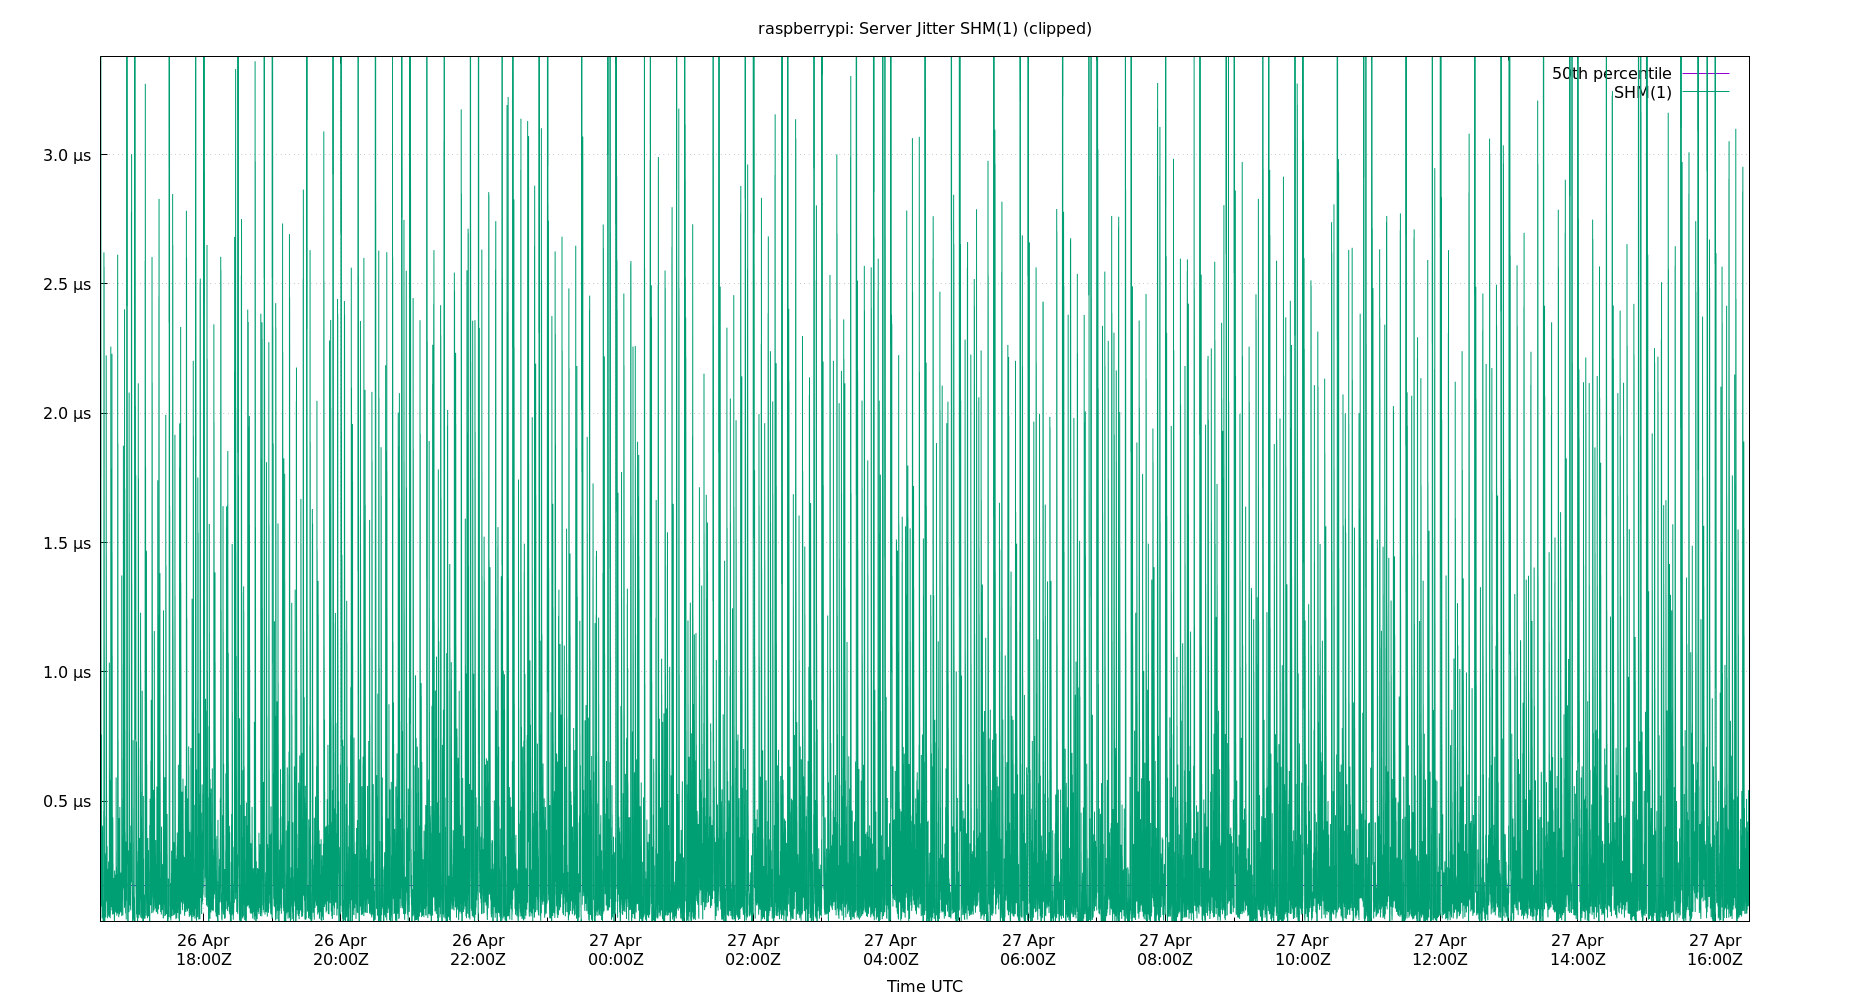 raspberrypi: Server Jitter SHM(1) (clipped)
50th percentile
SHM(1)
3.0 µs
2.5 µs
2.0 µs
1.5 µs
1.0 µs
0.5 µs
26 Apr 26 Apr 26 Apr 27 Apr 27 Apr 27 Apr 27 Apr 27 Apr 27 Apr 27 Apr 27 Apr 27 Apr
18:00Z 20:00Z 22:00Z 00:00Z 02:00Z 04:00Z 06:00Z 08:00Z 10:00Z 12:00Z 14:00Z 16:00Z
Time UTC